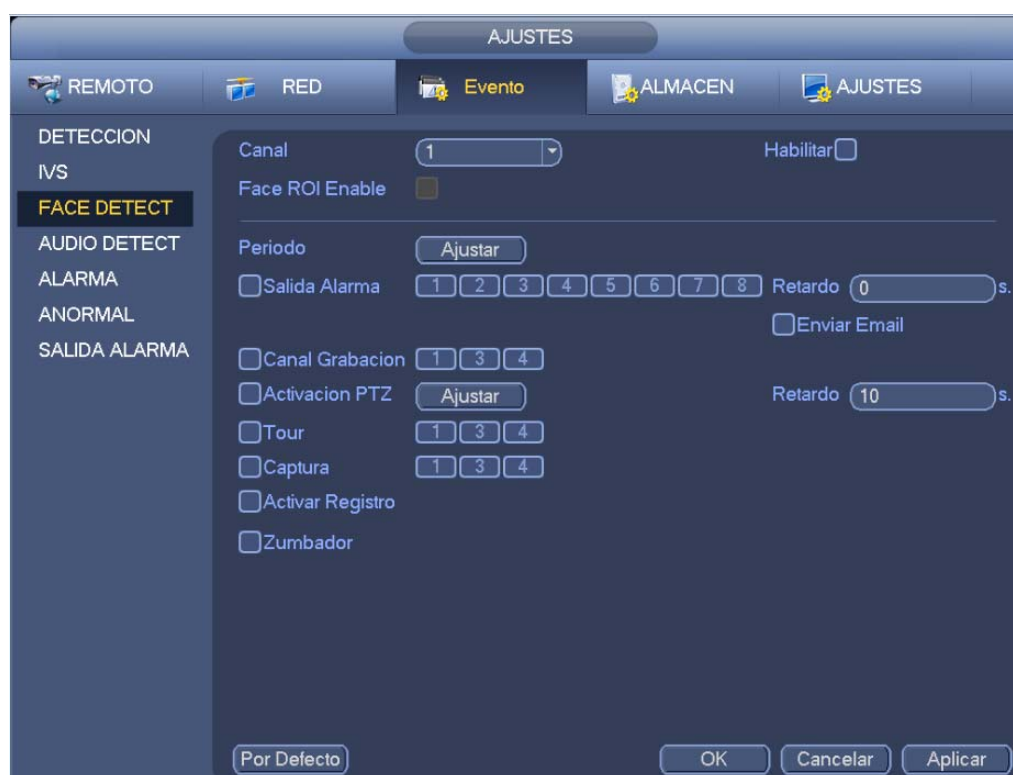 AJUSTES
REMOTO RED Evento ALMACEN AJUSTES
DETECCION
IVS
FACE DETECT
AUDIO DETECT
ALARMA
ANORMAL
SALIDA ALARMA
Canal 1 Habilitar
Face ROI Enable
Periodo Ajustar
Salida Alarma 1 2 3 4 5 6 7 8 Retardo 0 s.
Enviar Email
Canal Grabacion 1 3 4
Activacion PTZ Ajustar Retardo 10 s.
Tour 1 3 4
Captura 1 3 4
Activar Registro
Zumbador
Por Defecto OK Cancelar Aplicar